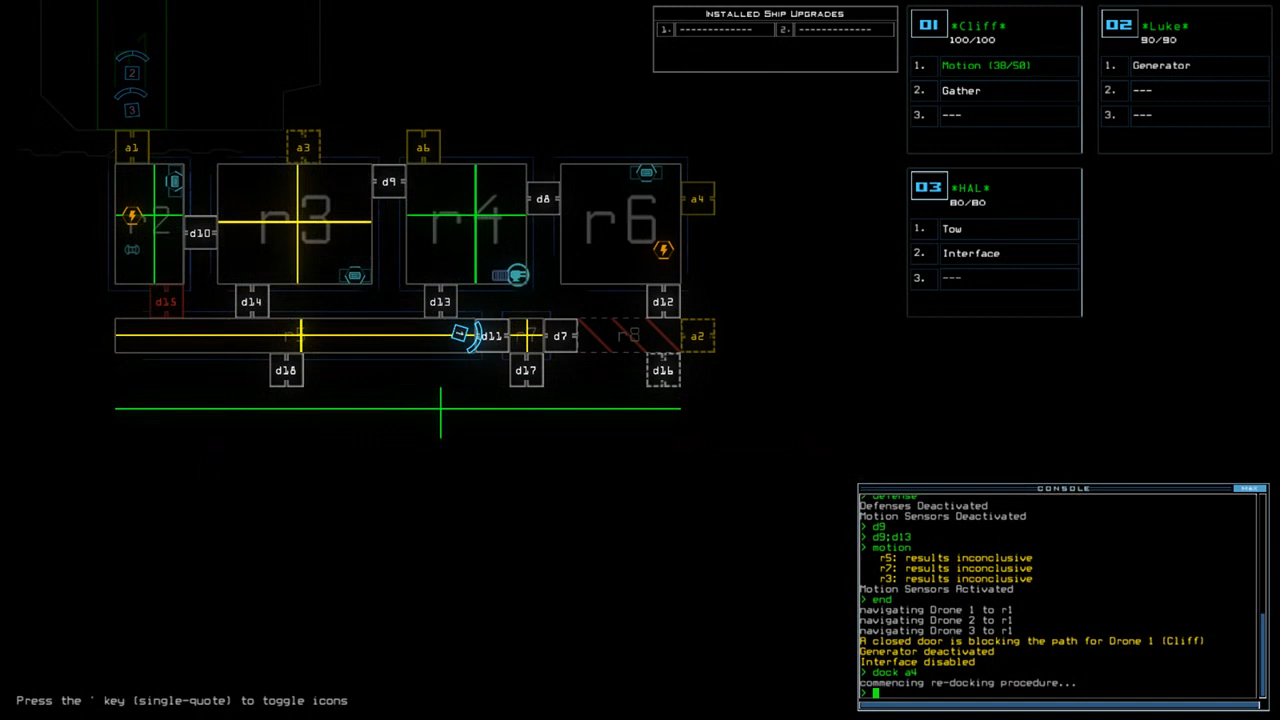 INSTALLED SHIP UPGRADES
1. ------------- 2. -------------
01 *Cliff*
100/100
1. Motion (38/50)
2. Gather
3. ---
02 *Luke*
90/90
1. Generator
2. ---
3. ---
03 *HAL*
80/80
1. Tow
2. Interface
3. ---
2
3
a1
a3
a6
d9
a4
d8
r3
r4
r6
d10
d15
d14
d13
d12
1
d11
d7
r8
a2
d18
d17
d16
CONSOLE
> defense
Defenses Deactivated
Motion Sensors Deactivated
> d9
> d9;d13
> motion
r5: results inconclusive
r7: results inconclusive
r3: results inconclusive
Motion Sensors Activated
> end
navigating Drone 1 to r1
navigating Drone 2 to r1
navigating Drone 3 to r1
A closed door is blocking the path for Drone 1 (Cliff)
Generator deactivated
Interface disabled
> dock a4
commencing re-docking procedure...
>
Press the ' key (single-quote) to toggle icons